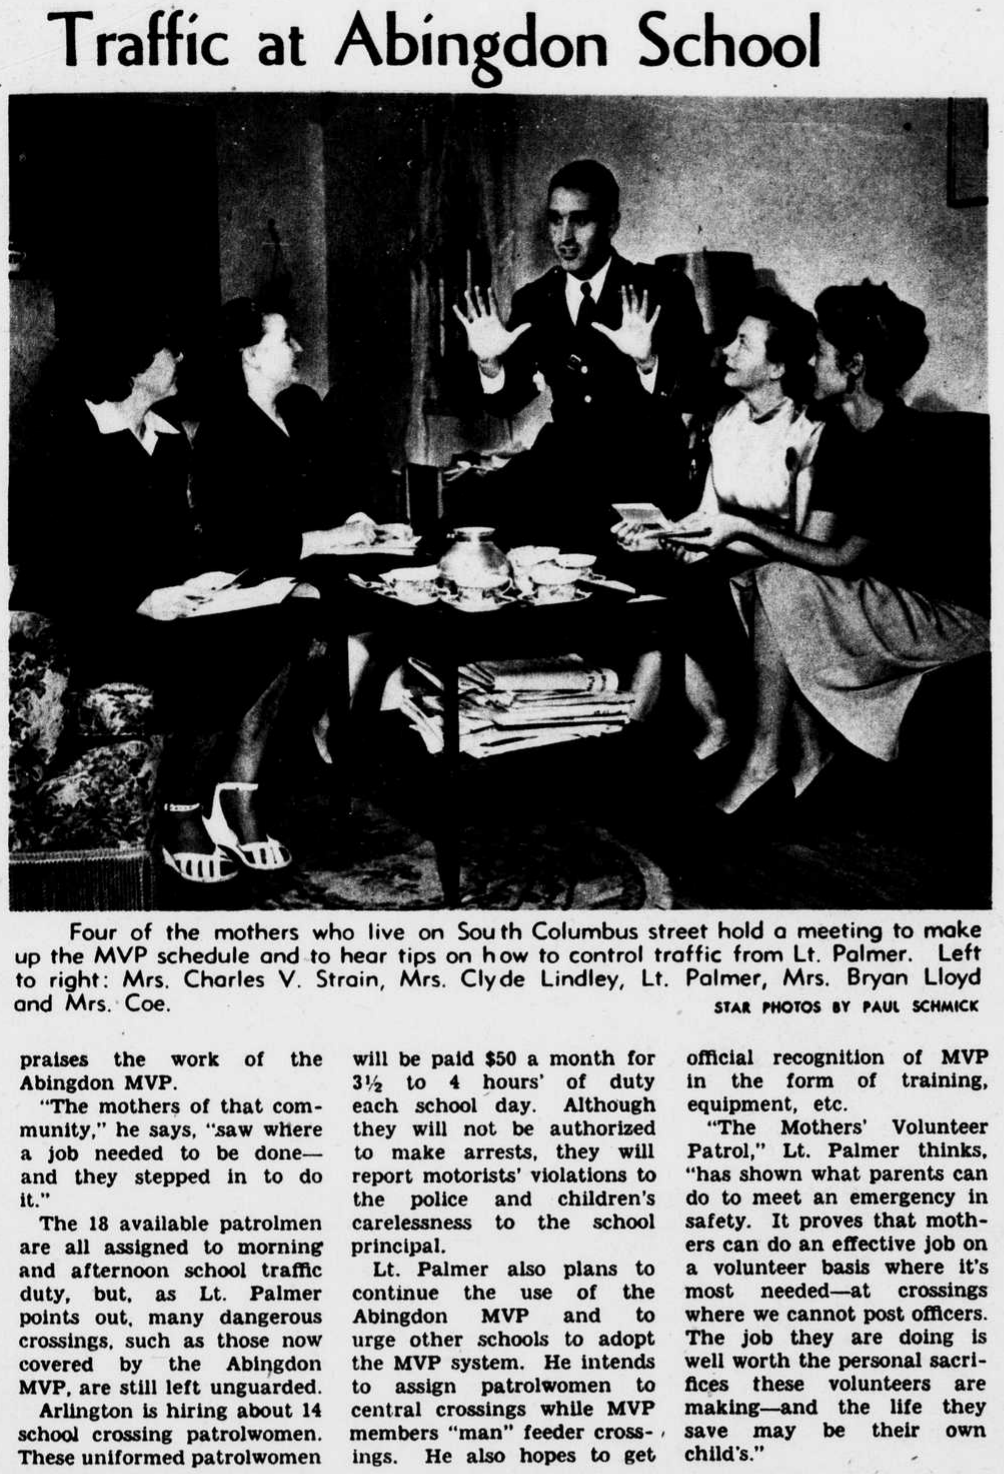 Traffic at Abingdon School
Four of the mothers who live on South Columbus street hold a meeting to make
up the MVP schedule and to hear tips on how to control traffic from Lt. Palmer. Left
to right: Mrs. Charles V. Strain, Mrs. Clyde Lindley, Lt. Palmer, Mrs. Bryan Lloyd
and Mrs. Coe.
STAR PHOTOS BY PAUL SCHMICK
praises the work of the
Abingdon MVP.
"The mothers of that com-
munity," he says, "saw where
a job needed to be done—
and they stepped in to do
it."
The 18 available patrolmen
are all assigned to morning
and afternoon school traffic
duty, but, as Lt. Palmer
points out, many dangerous
crossings, such as those now
covered by the Abingdon
MVP, are still left unguarded.
Arlington is hiring about 14
school crossing patrolwomen.
These uniformed patrolwomen
will be paid $50 a month for
3½ to 4 hours' of duty
each school day. Although
they will not be authorized
to make arrests, they will
report motorists' violations to
the police and children's
carelessness to the school
principal.
Lt. Palmer also plans to
continue the use of the
Abingdon MVP and to
urge other schools to adopt
the MVP system. He intends
to assign patrolwomen to
central crossings while MVP
members "man" feeder cross-
ings. He also hopes to get
official recognition of MVP
in the form of training,
equipment, etc.
"The Mothers' Volunteer
Patrol," Lt. Palmer thinks,
"has shown what parents can
do to meet an emergency in
safety. It proves that moth-
ers can do an effective job on
a volunteer basis where it's
most needed—at crossings
where we cannot post officers.
The job they are doing is
well worth the personal sacri-
fices these volunteers are
making—and the life they
save may be their own
child's."